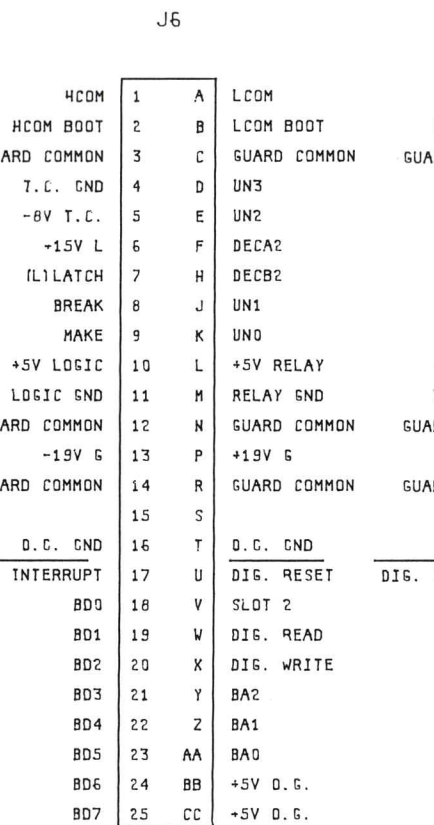 J6
HCOM 1 A LCOM
HCOM BOOT 2 B LCOM BOOT
ARD COMMON 3 C GUARD COMMON GUA
T.C. GND 4 D UN3
-8V T.C. 5 E UN2
+15V L 6 F DECA2
(L)LATCH 7 H DECB2
BREAK 8 J UN1
MAKE 9 K UN0
+5V LOGIC 10 L +5V RELAY
LOGIC GND 11 M RELAY GND
ARD COMMON 12 N GUARD COMMON GUA
-19V G 13 P +19V G
ARD COMMON 14 R GUARD COMMON GUA
15 S
O.G. GND 16 T O.G. GND
INTERRUPT 17 U DIG. RESET DIG.
BD0 18 V SLOT 2
BD1 19 W DIG. READ
BD2 20 X DIG. WRITE
BD3 21 Y BA2
BD4 22 Z BA1
BD5 23 AA BA0
BD6 24 BB +5V O.G.
BD7 25 CC +5V O.G.